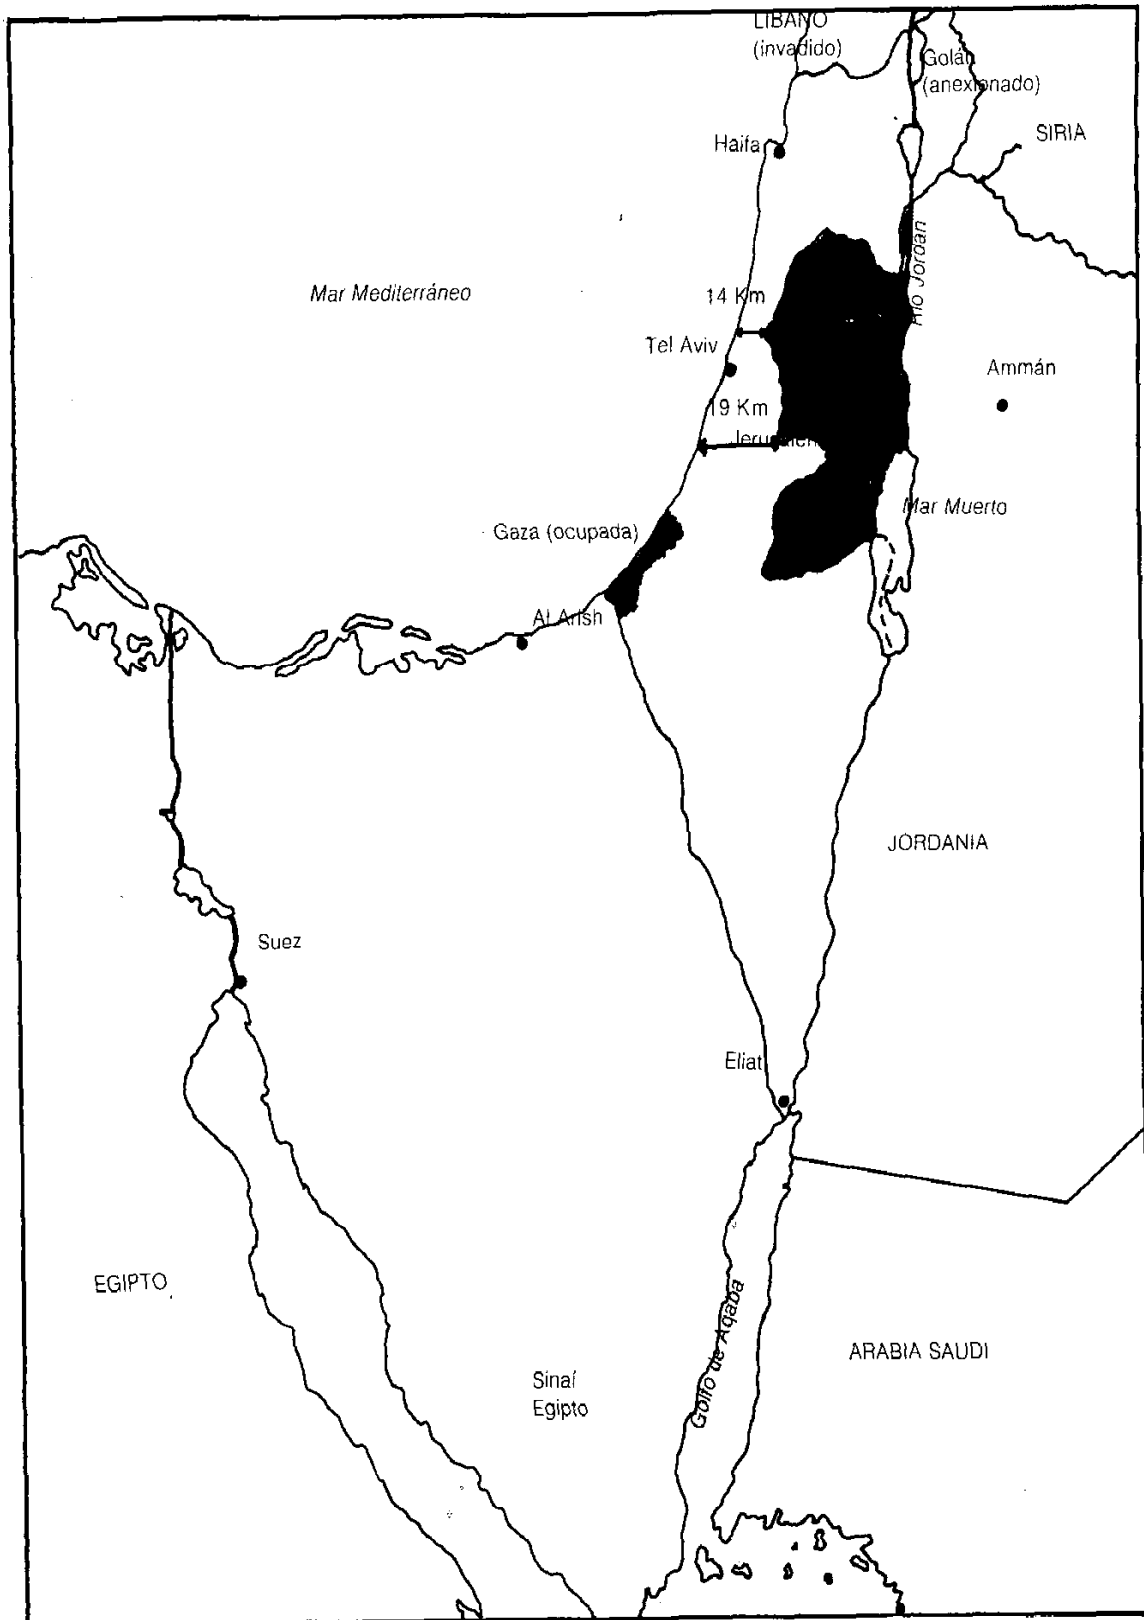 LIBANO
(invadido)
Golán
(anexionado)
SIRIA
Haifa
Río Jordán
Mar Mediterráneo
14 Km
Tel Aviv
Ammán
19 Km
Jerusalén
Mar Muerto
Gaza (ocupada)
Al Arish
JORDANIA
Suez
Eliat
EGIPTO
Golfo de Aqaba
ARABIA SAUDI
Sinaí
Egipto